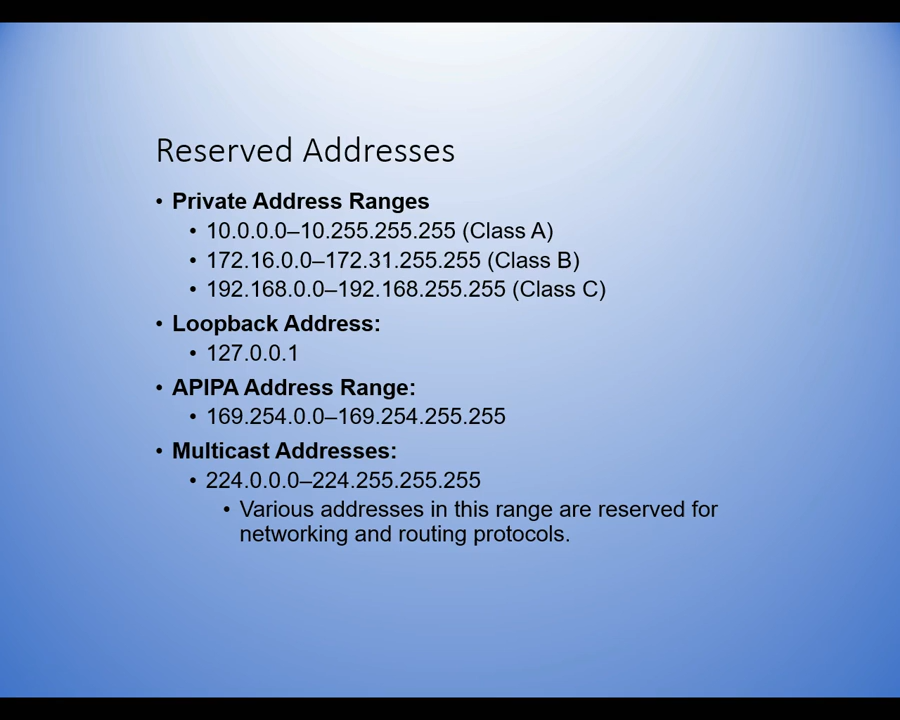 Reserved Addresses
• Private Address Ranges
• 10.0.0.0–10.255.255.255 (Class A)
• 172.16.0.0–172.31.255.255 (Class B)
• 192.168.0.0–192.168.255.255 (Class C)
• Loopback Address:
• 127.0.0.1
• APIPA Address Range:
• 169.254.0.0–169.254.255.255
• Multicast Addresses:
• 224.0.0.0–224.255.255.255
• Various addresses in this range are reserved for
networking and routing protocols.